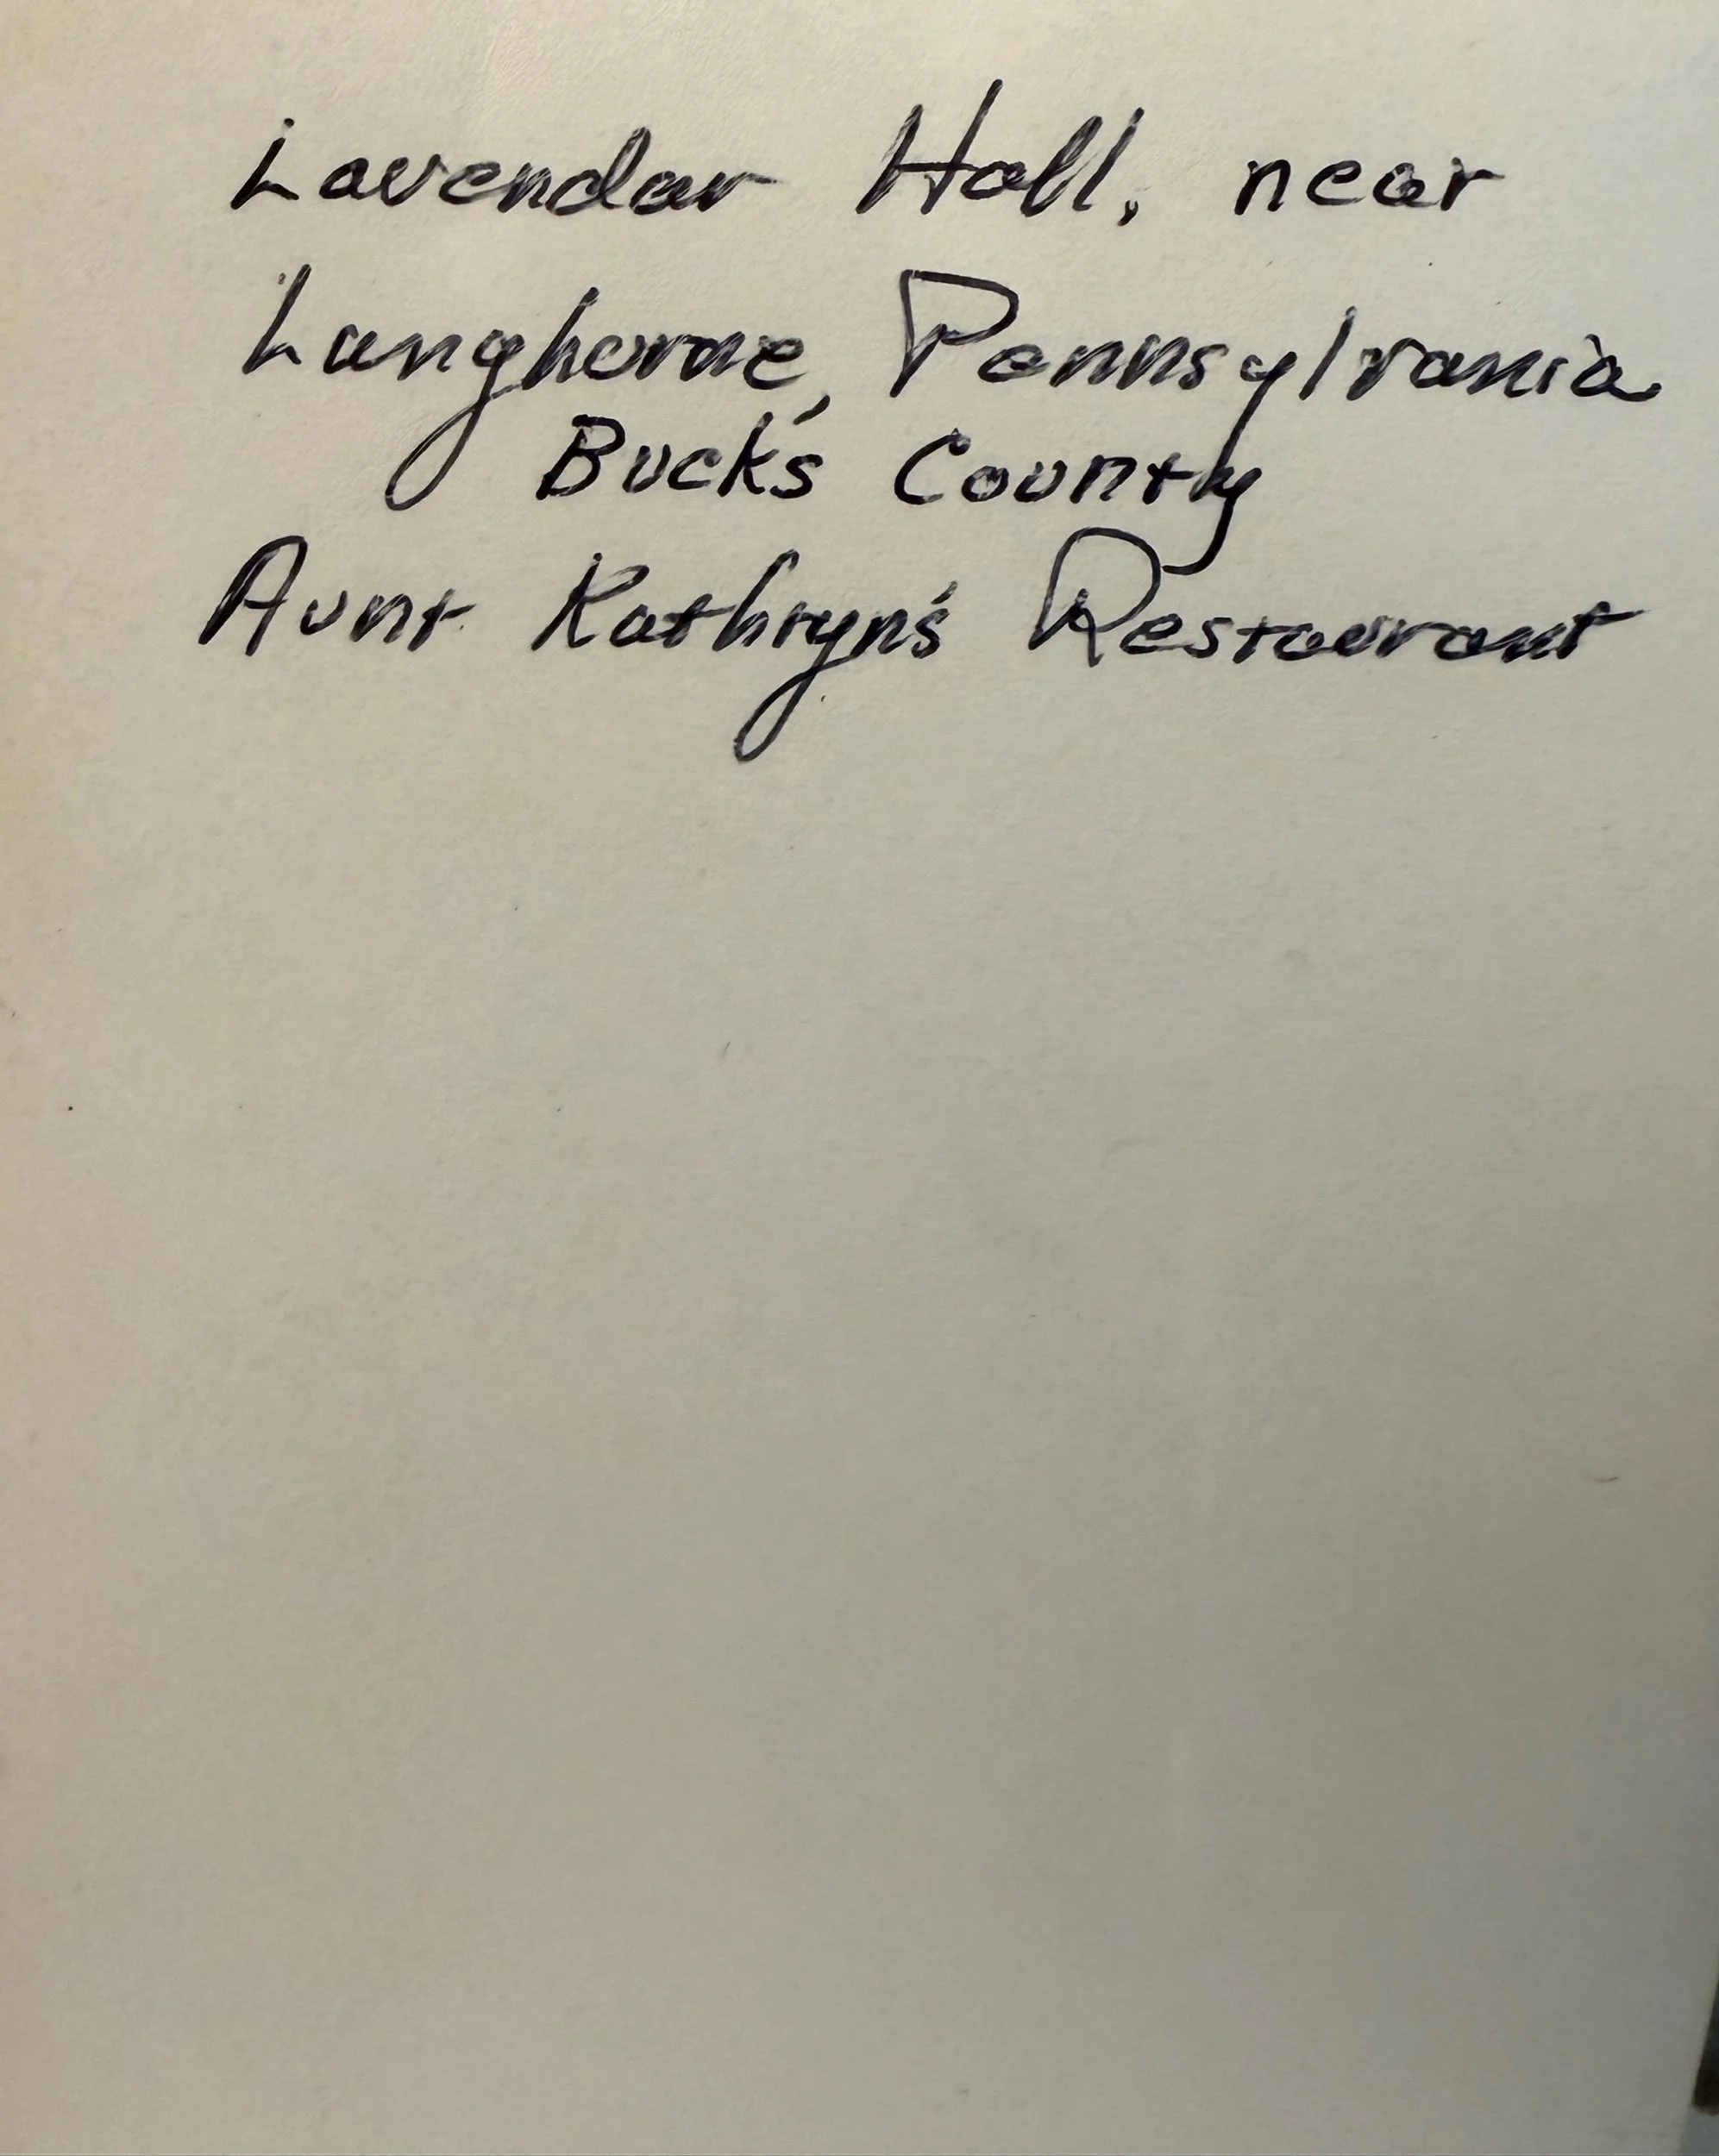 Lavendar Hall, near
Langhorne, Pennsylvania
Buck's County
Aunt Kathryn's Restaurant